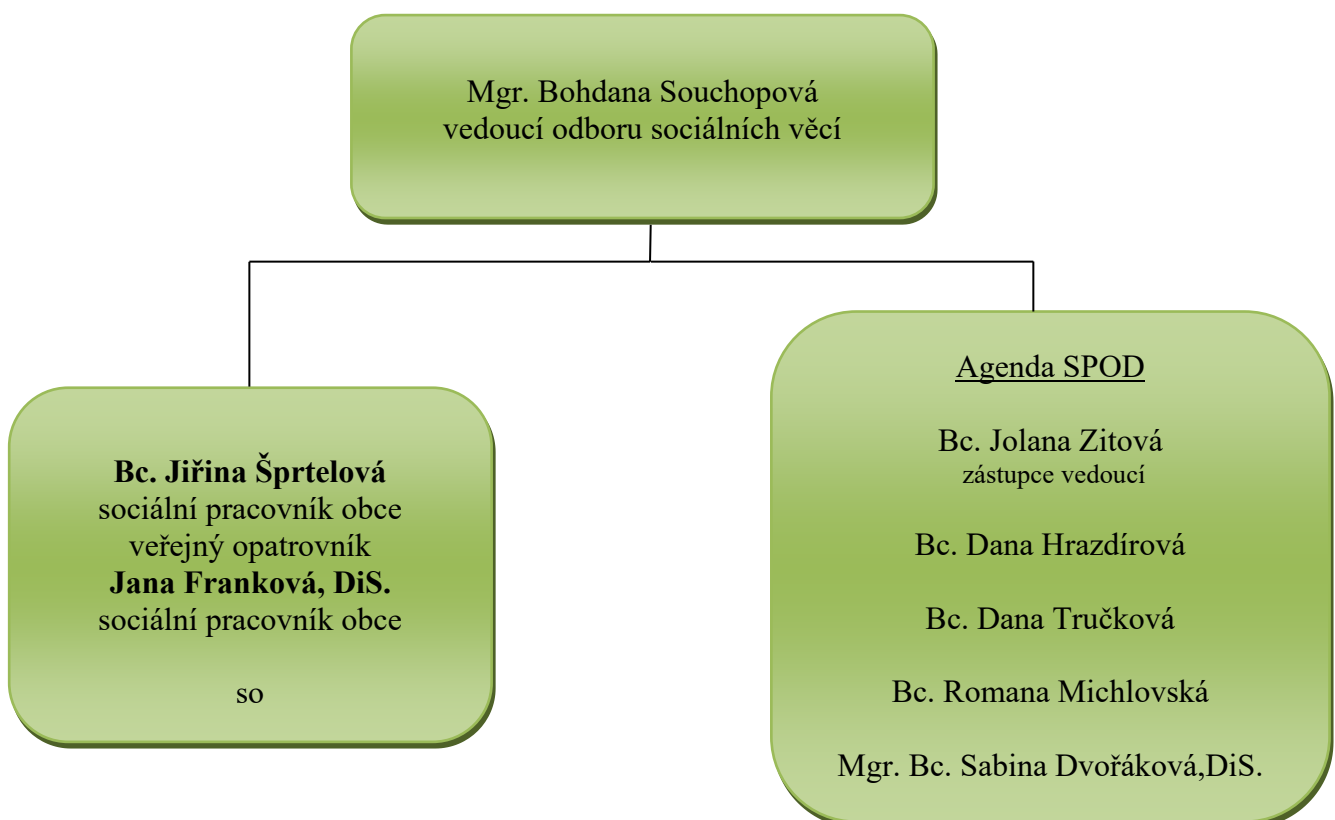 Mgr. Bohdana Souchopová
vedoucí odboru sociálních věcí
Bc. Jiřina Šprtelová
sociální pracovník obce
veřejný opatrovník
Jana Franková, DiS.
sociální pracovník obce
so
Agenda SPOD
Bc. Jolana Zitová
zástupce vedoucí
Bc. Dana Hrazdírová
Bc. Dana Tručková
Bc. Romana Michlovská
Mgr. Bc. Sabina Dvořáková,DiS.